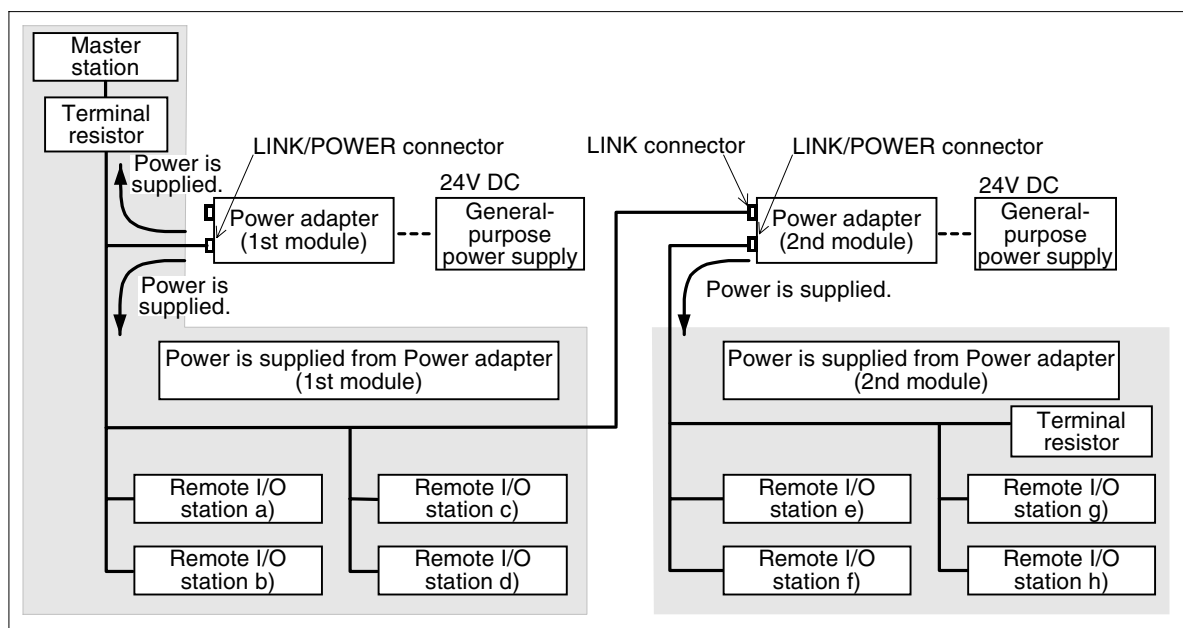 Master
station
Terminal
resistor
LINK/POWER connector
LINK connector
LINK/POWER connector
Power is
supplied.
24V DC
24V DC
Power adapter
(1st module)
General-
purpose
power supply
Power adapter
(2nd module)
General-
purpose
power supply
Power is
supplied.
Power is supplied.
Power is supplied from Power adapter
(1st module)
Power is supplied from Power adapter
(2nd module)
Terminal
resistor
Remote I/O
station a)
Remote I/O
station c)
Remote I/O
station e)
Remote I/O
station g)
Remote I/O
station b)
Remote I/O
station d)
Remote I/O
station f)
Remote I/O
station h)